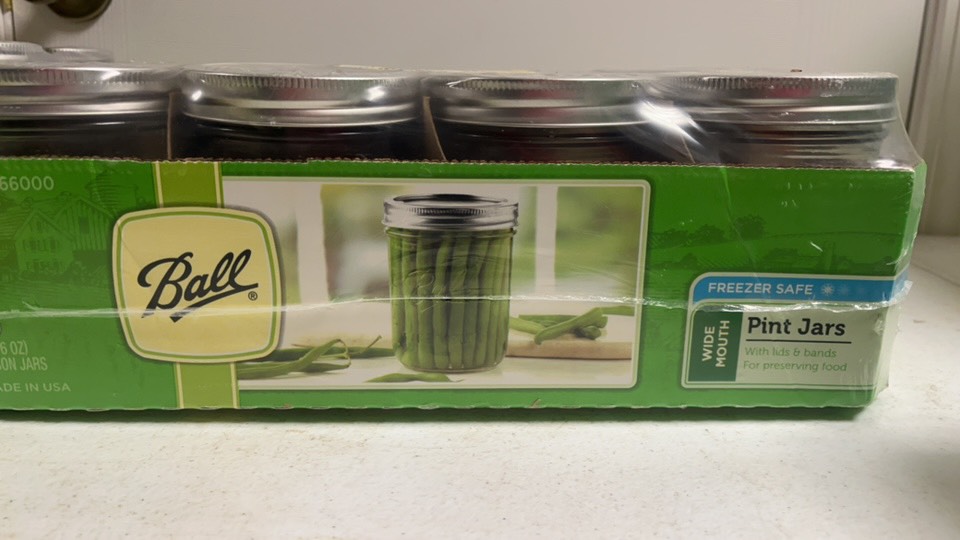 66000
Ball®
FREEZER SAFE
WIDE
MOUTH
Pint Jars
With lids & bands
For preserving food
6 OZ)
ON JARS
ADE IN USA